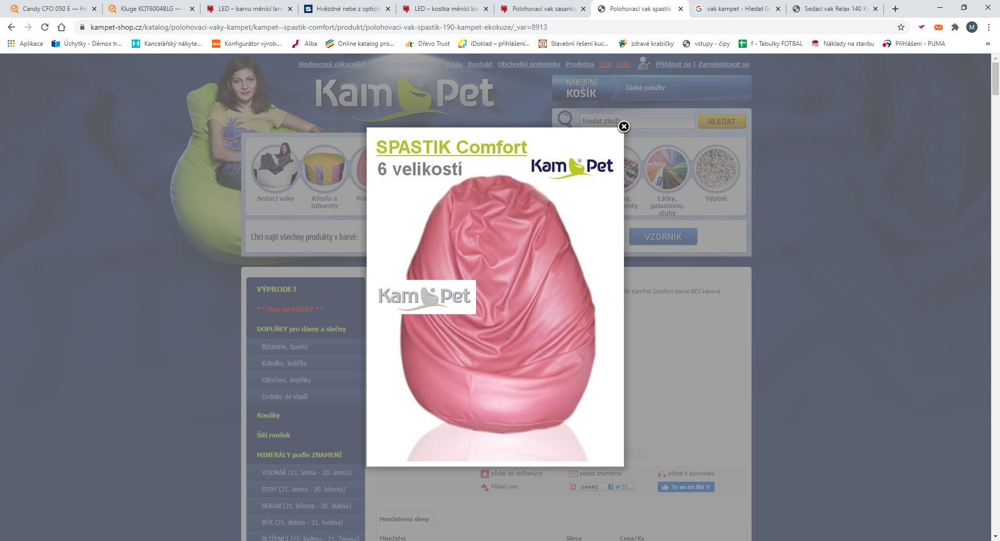 Candy CFO 050 E — He
Kluge KOT6004BLG — H
LED – barvu měnící lam
Hvězdné nebe z optický
LED – kostka měnící ba
Polohovací vak sasanka
Polohovací vak spastik
vak kampet - Hledat Go
Sedací vak Relax 140 Ka
kampet-shop.cz/katalog/polohovaci-vaky-kampet/kampet--spastik-comfort/produkt/polohovaci-vak-spastik-190-kampet-ekokuze/_var=8913
M
Aplikace
Úchytky - Démos tr...
Kancelářský nábyte...
Konfigurátor výrob...
Alba
Online katalog pro...
Dřevo Trust
iDoklad – přihlášení...
Stavební řešení kuc...
zdravé krabičky
vstupy - čipy
f - Tabulky FOTBAL
Náklady na stavbu
Přihlášení - PUMA
»
Hodnocení zákazníků
O nás
Kontakt
Obchodní podmínky
Prodejna
CZK
EUR
Přihlásit se | Zaregistrovat se
Kam Pet ®
NÁKUPNÍ
KOŠÍK
žádné položky
hledat zboží
HLEDAT
Sedací vaky
Křesla a
taburety
Pol
ky,
enty
Látky,
galanterie,
stuhy
Výplně
Chci najít všechny produkty v barvě:
VZORNÍK
SPASTIK Comfort
6 velikostí
Kam Pet ®
Kam Pet ®
90 KamPet Comfort barva BE3 kávová
VÝPRODEJ
** Tipy na DÁRKY **
DOPLŇKY pro dámy a slečny
Bižuterie, šperky
Kabelky, košíčky
Oblečení, doplňky
Ozdoby do vlasů
Roušky
Šití roušek
MINERÁLY podle ZNAMENÍ
VODNÁŘ (21. ledna - 20. února)
RYBY (21. února - 20. března)
BERAN (21. března - 20. dubna)
BÝK (21. dubna - 21. května)
BLÍŽENCI (22. května - 21. června)
přidat do oblíbených
poslat známému
přidat k porovnání
hlídací pes
SHARE
...
To se mi líbí 0
Množstevní slevy
Množství
Sleva
Cena/Ks